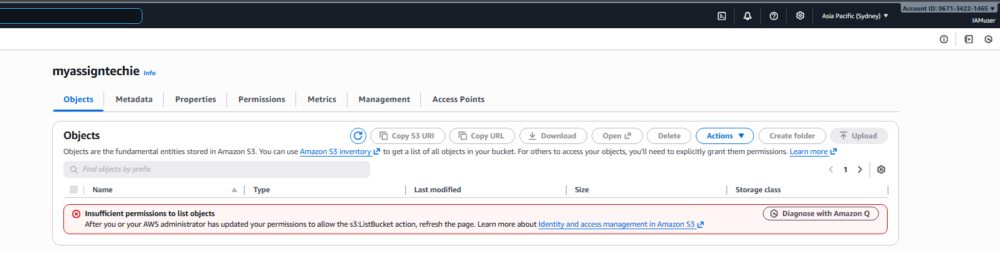 Account ID: 0671-3422-1465
Asia Pacific (Sydney)
IAMuser
myassigntechie Info
Objects Metadata Properties Permissions Metrics Management Access Points
Objects
Copy S3 URI Copy URL Download Open Delete Actions Create folder Upload
Objects are the fundamental entities stored in Amazon S3. You can use Amazon S3 inventory to get a list of all objects in your bucket. For others to access your objects, you'll need to explicitly grant them permissions. Learn more
Find objects by prefix
1
Name Type Last modified Size Storage class
Insufficient permissions to list objects
After you or your AWS administrator has updated your permissions to allow the s3:ListBucket action, refresh the page. Learn more about Identity and access management in Amazon S3
Diagnose with Amazon Q